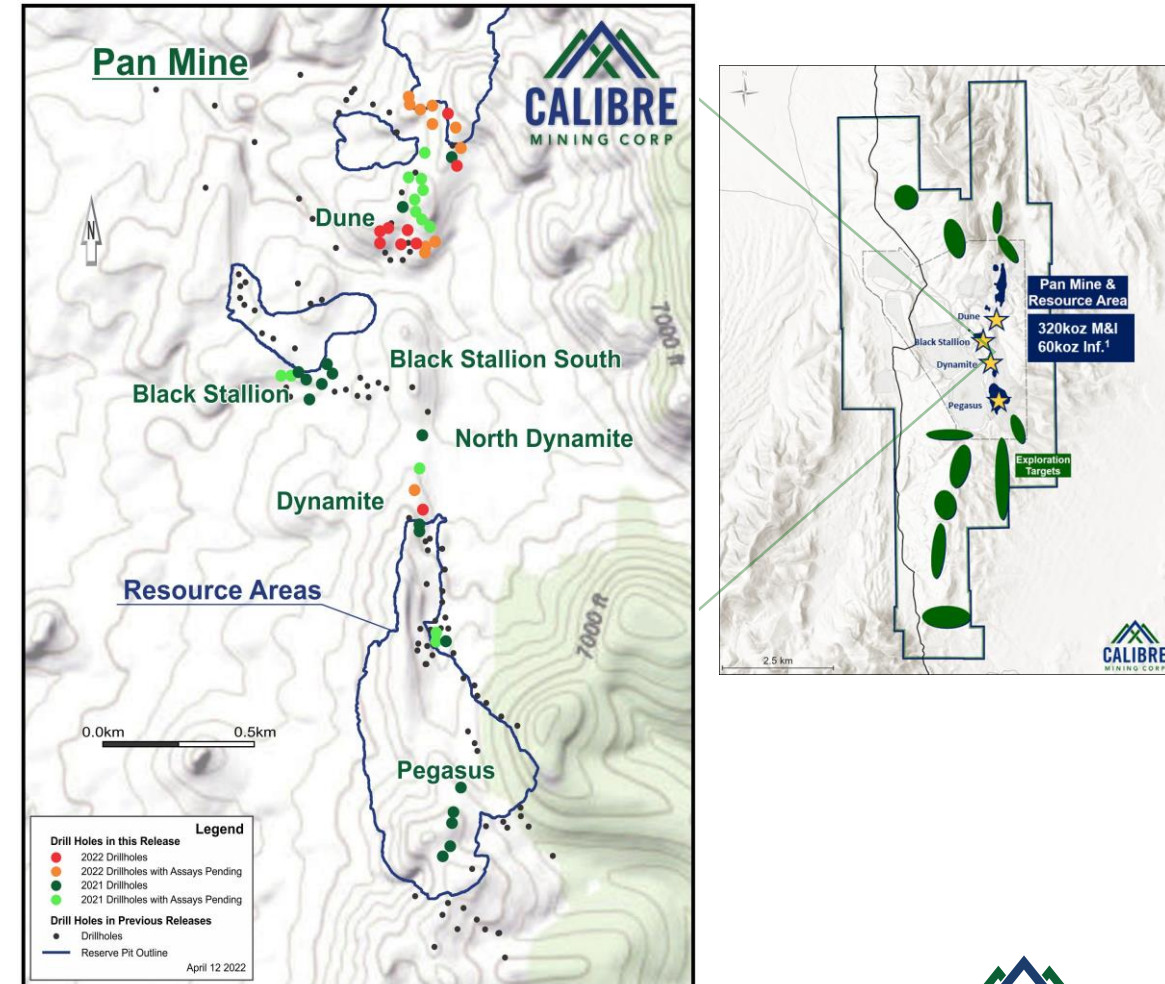 Pan Mine
CALIBRE
MINING CORP
N
Dune
7000 ft
Black Stallion South
Black Stallion
North Dynamite
Dynamite
Resource Areas
7000 ft
0.0km 0.5km
Pegasus
Legend
Drill Holes in this Release
2022 Drillholes
2022 Drillholes with Assays Pending
2021 Drillholes
2021 Drillholes with Assays Pending
Drill Holes in Previous Releases
Drillholes
Reserve Pit Outline
April 12 2022
N
Pan Mine &
Resource Area
320koz M&I
60koz Inf.1
Dune
Black Stallion
Dynamite
Pegasus
Exploration
Targets
2.5 km
CALIBRE
MINING CORP